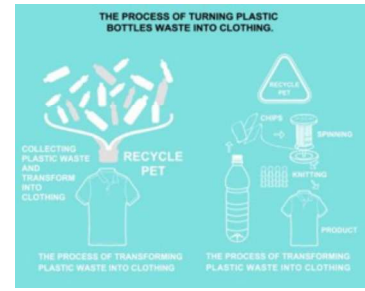 THE PROCESS OF TURNING PLASTIC
BOTTLES WASTE INTO CLOTHING.
COLLECTING
PLASTIC WASTE
AND
TRANSFORM
INTO
CLOTHING
RECYCLE
PET
THE PROCESS OF TRANSFORMING
PLASTIC WASTE INTO CLOTHING
RECYCLE
PET
CHIPS
SPINNING
KNITTING
PRODUCT
THE PROCESS OF TRANSFORMING
PLASTIC WASTE INTO CLOTHING